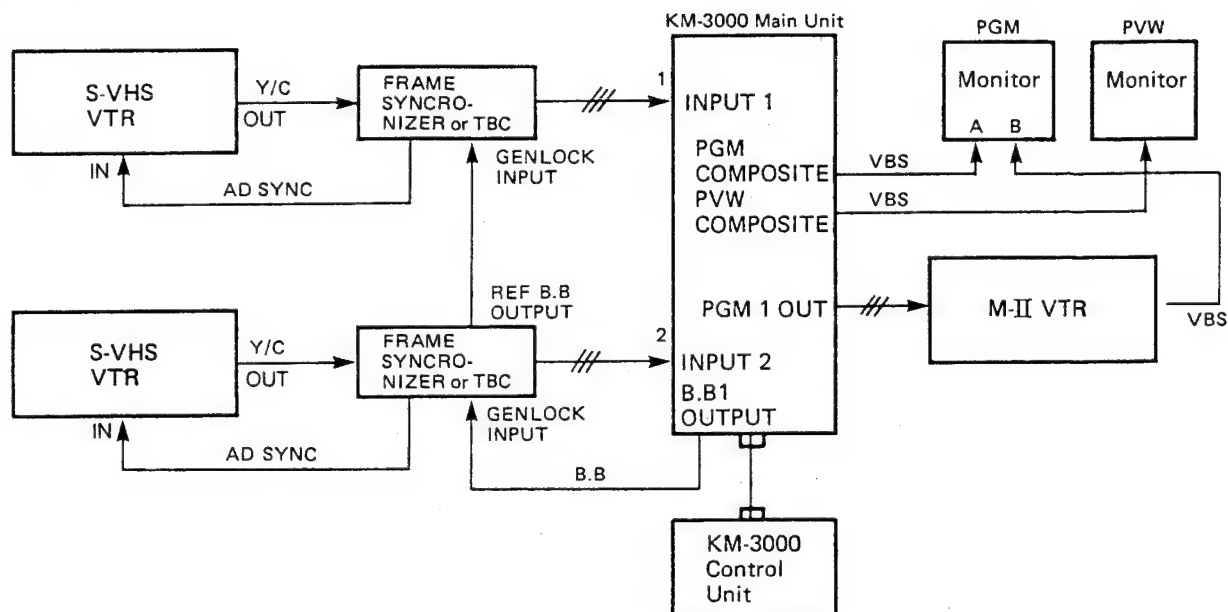 KM-3000 Main Unit
PGM
PVW
S-VHS
VTR
Y/C
OUT
IN
AD SYNC
FRAME
SYNCRO-
NIZER or TBC
GENLOCK
INPUT
1
INPUT 1
PGM
COMPOSITE
PVW
COMPOSITE
VBS
VBS
Monitor
A B
Monitor
REF B.B
OUTPUT
S-VHS
VTR
Y/C
OUT
IN
AD SYNC
FRAME
SYNCRO-
NIZER or TBC
GENLOCK
INPUT
B.B
PGM 1 OUT
2
INPUT 2
B.B1
OUTPUT
M-II VTR
VBS
KM-3000
Control
Unit